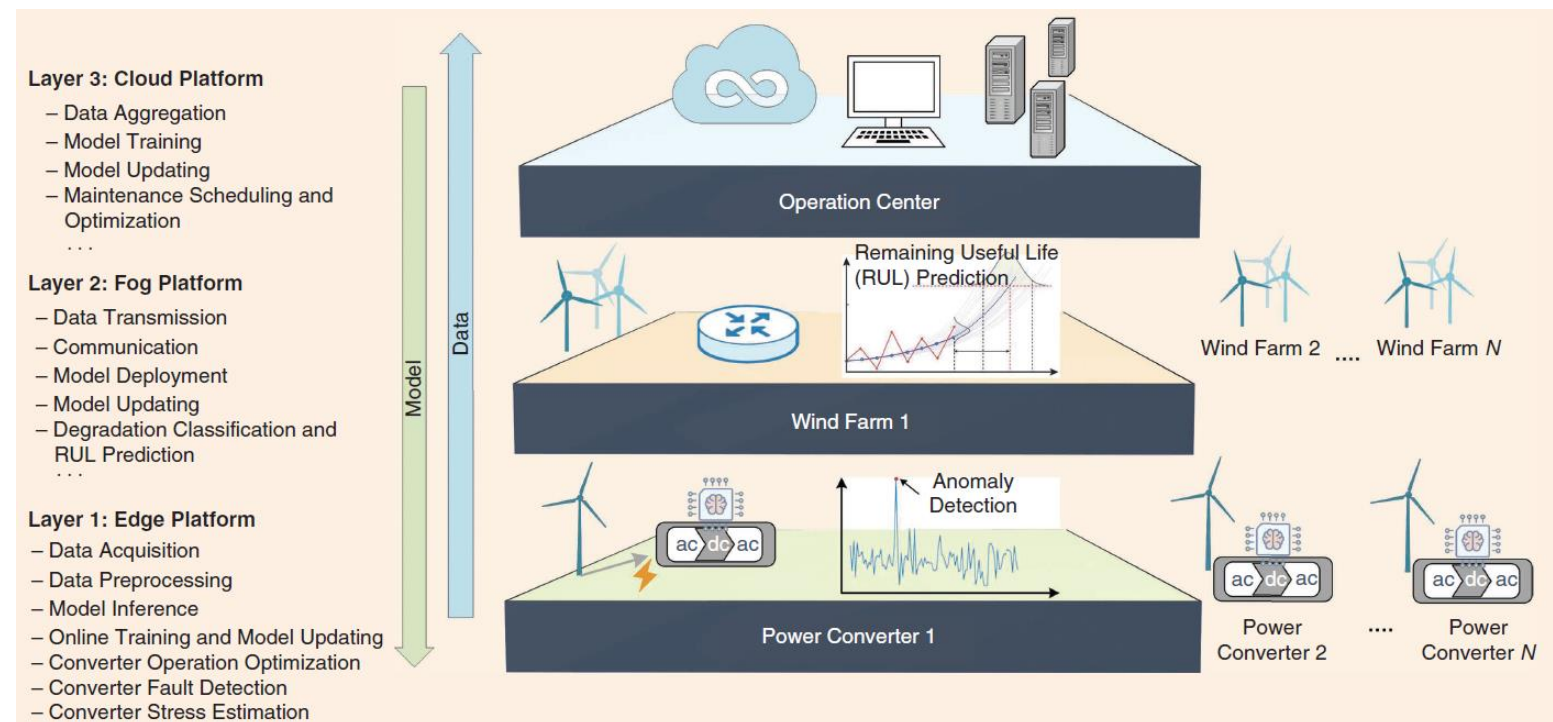 Layer 3: Cloud Platform
– Data Aggregation
– Model Training
– Model Updating
– Maintenance Scheduling and
Optimization
. . .
Layer 2: Fog Platform
– Data Transmission
– Communication
– Model Deployment
– Model Updating
– Degradation Classification and
RUL Prediction
. . .
Layer 1: Edge Platform
– Data Acquisition
– Data Preprocessing
– Model Inference
– Online Training and Model Updating
– Converter Operation Optimization
– Converter Fault Detection
– Converter Stress Estimation
Model
Data
Operation Center
Remaining Useful Life
(RUL) Prediction
Wind Farm 1
Wind Farm 2 .... Wind Farm N
Anomaly
Detection
ac dc ac
Power Converter 1
ac dc ac
Power
Converter 2
....
ac dc ac
Power
Converter N